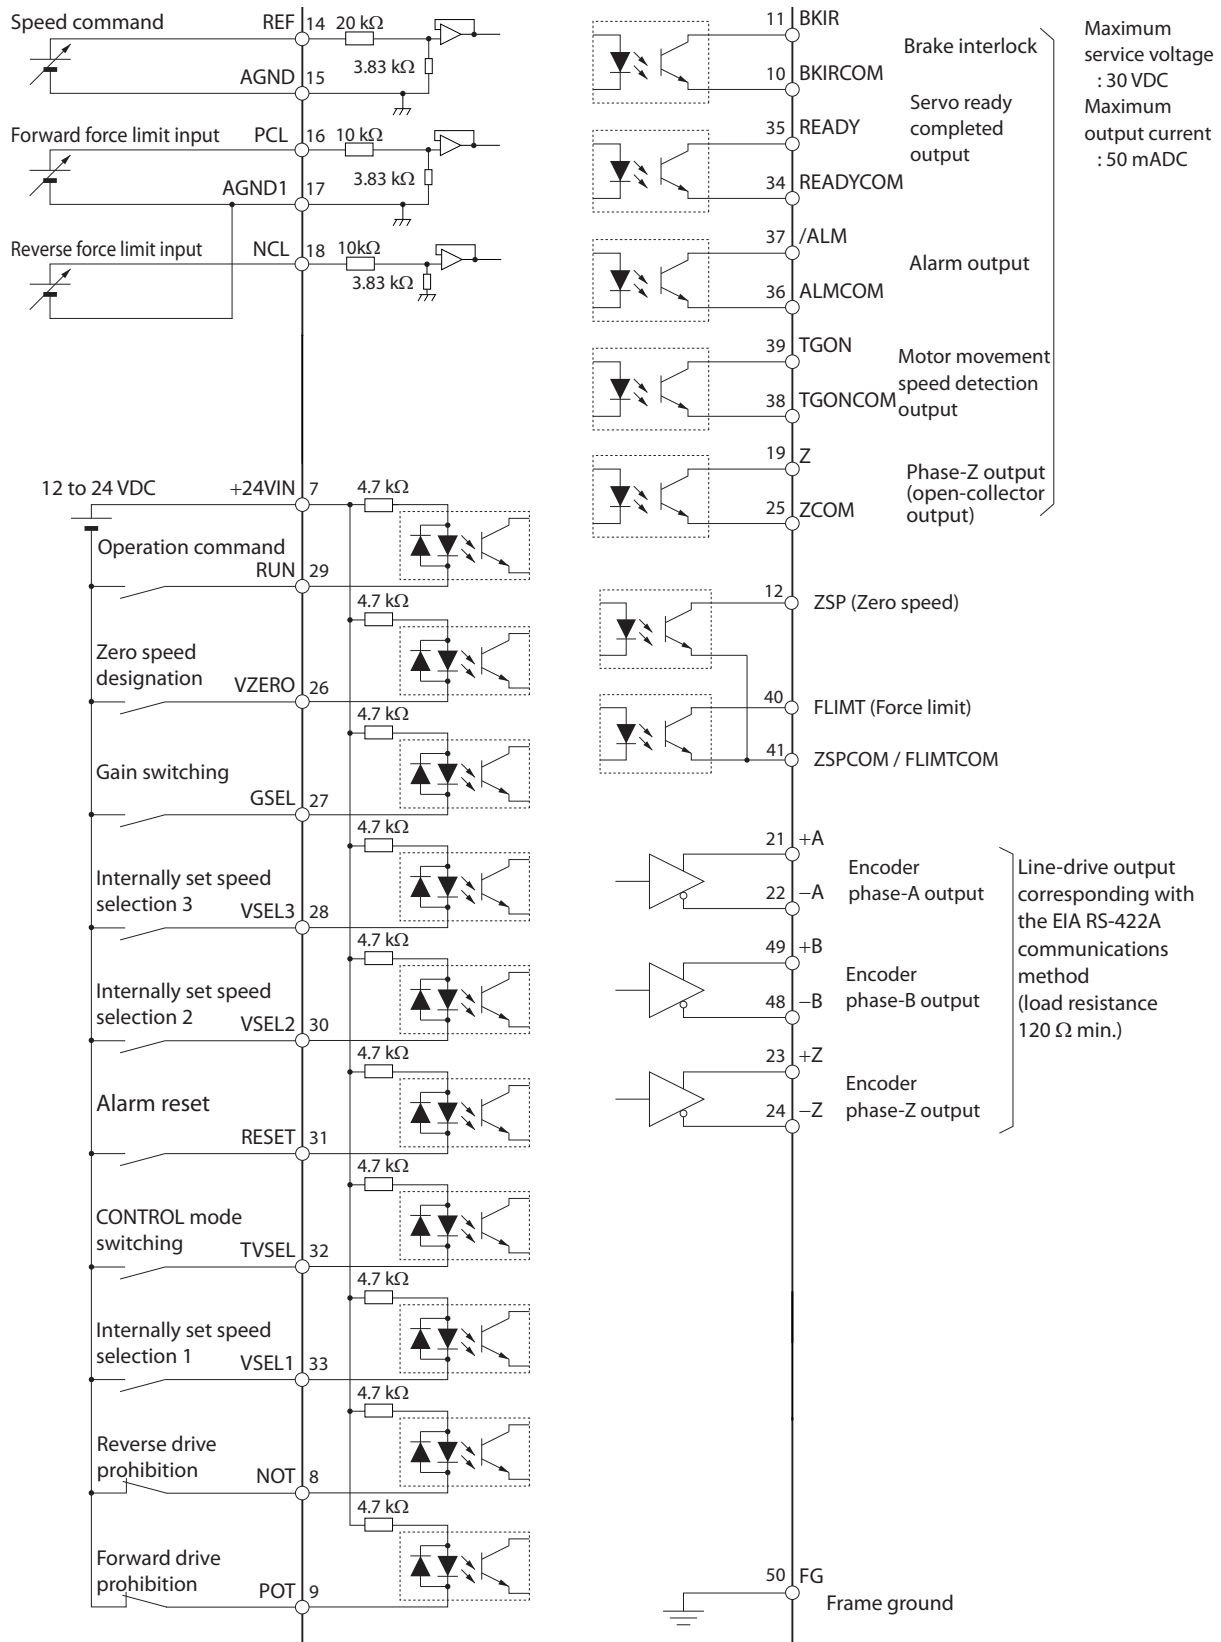 Speed command
REF 14 20 kΩ
3.83 kΩ
AGND 15
Forward force limit input PCL 16 10 kΩ
3.83 kΩ
AGND1 17
Reverse force limit input NCL 18 10kΩ
3.83 kΩ
12 to 24 VDC +24VIN 7 4.7 kΩ
Operation command
RUN 29
4.7 kΩ
Zero speed
designation
VZERO 26
4.7 kΩ
Gain switching
GSEL 27
4.7 kΩ
Internally set speed
selection 3
VSEL3 28
4.7 kΩ
Internally set speed
selection 2
VSEL2 30
4.7 kΩ
Alarm reset
RESET 31
4.7 kΩ
CONTROL mode
switching
TVSEL 32
4.7 kΩ
Internally set speed
selection 1
VSEL1 33
4.7 kΩ
Reverse drive
prohibition
NOT 8
4.7 kΩ
Forward drive
prohibition
POT 9
11 BKIR
Brake interlock
10 BKIRCOM
Servo ready
completed
output
35 READY
34 READYCOM
37 /ALM
Alarm output
36 ALMCOM
39 TGON
Motor movement
speed detection
output
38 TGONCOM
19 Z
Phase-Z output
(open-collector
output)
25 ZCOM
Maximum
service voltage
: 30 VDC
Maximum
output current
: 50 mADC
12 ZSP (Zero speed)
40 FLIMT (Force limit)
41 ZSPCOM / FLIMTCOM
21 +A
Encoder
phase-A output
22 −A
49 +B
Encoder
phase-B output
48 −B
23 +Z
Encoder
phase-Z output
24 −Z
Line-drive output
corresponding with
the EIA RS-422A
communications
method
(load resistance
120 Ω min.)
50 FG
Frame ground